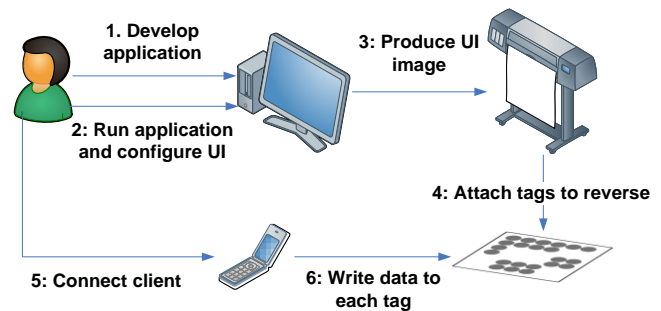 1. Develop
application
3: Produce UI
image
2: Run application
and configure UI
4: Attach tags to reverse
5: Connect client
6: Write data to
each tag